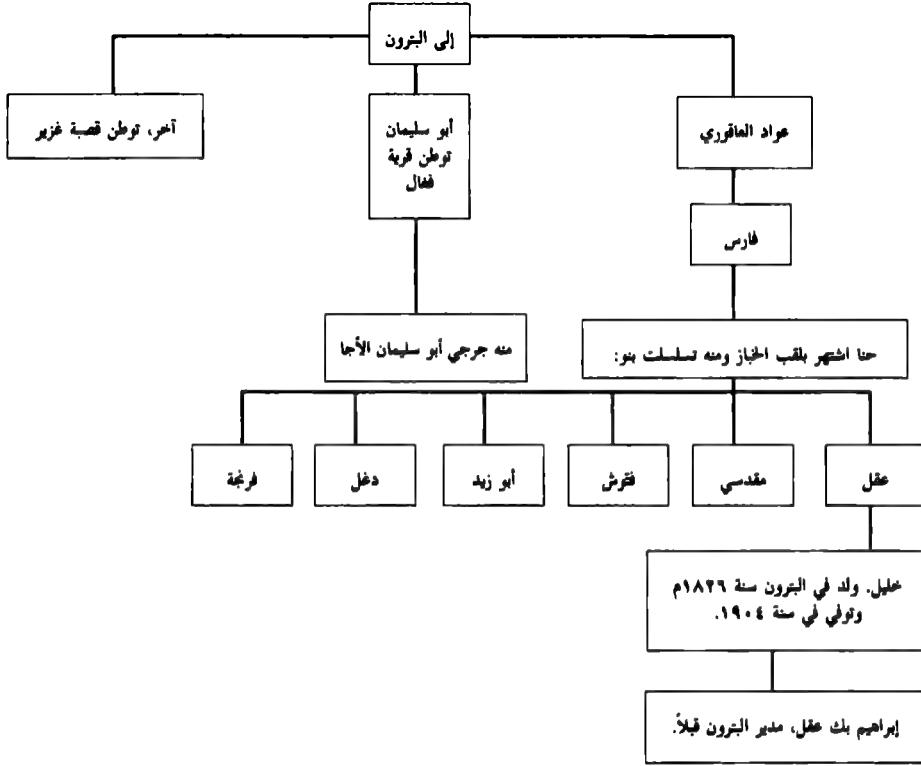 إلى البترون
آخر، توطن قصبة غزير
أبو سليمان
توطن قرية
فغال
عواد العاقوري
فارس
منه جرجي أبو سليمان الأجا
حنا اشتهر بلقب الخباز ومنه تسلسلت بنو:
عقل
مقدسي
فتوش
أبو زيد
دغل
فرنجة
خليل. ولد في البترون سنة ١٨٢٦م
وتوفي في سنة ١٩٠٤.
إبراهيم بك عقل، مدير البترون قبلاً.